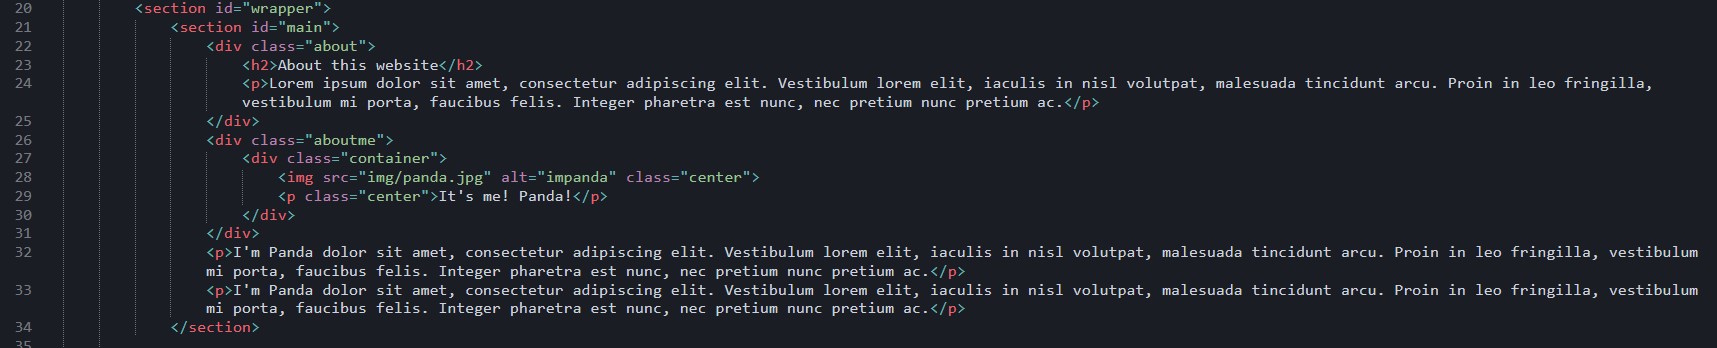 20 <section id="wrapper">
21 <section id="main">
22 <div class="about">
23 <h2>About this website</h2>
24 <p>Lorem ipsum dolor sit amet, consectetur adipiscing elit. Vestibulum lorem elit, iaculis in nisl volutpat, malesuada tincidunt arcu. Proin in leo fringilla,
vestibulum mi porta, faucibus felis. Integer pharetra est nunc, nec pretium nunc pretium ac.</p>
25 </div>
26 <div class="aboutme">
27 <div class="container">
28 <img src="img/panda.jpg" alt="impanda" class="center">
29 <p class="center">It's me! Panda!</p>
30 </div>
31 </div>
32 <p>I'm Panda dolor sit amet, consectetur adipiscing elit. Vestibulum lorem elit, iaculis in nisl volutpat, malesuada tincidunt arcu. Proin in leo fringilla, vestibulum
mi porta, faucibus felis. Integer pharetra est nunc, nec pretium nunc pretium ac.</p>
33 <p>I'm Panda dolor sit amet, consectetur adipiscing elit. Vestibulum lorem elit, iaculis in nisl volutpat, malesuada tincidunt arcu. Proin in leo fringilla, vestibulum
mi porta, faucibus felis. Integer pharetra est nunc, nec pretium nunc pretium ac.</p>
34 </section>
35